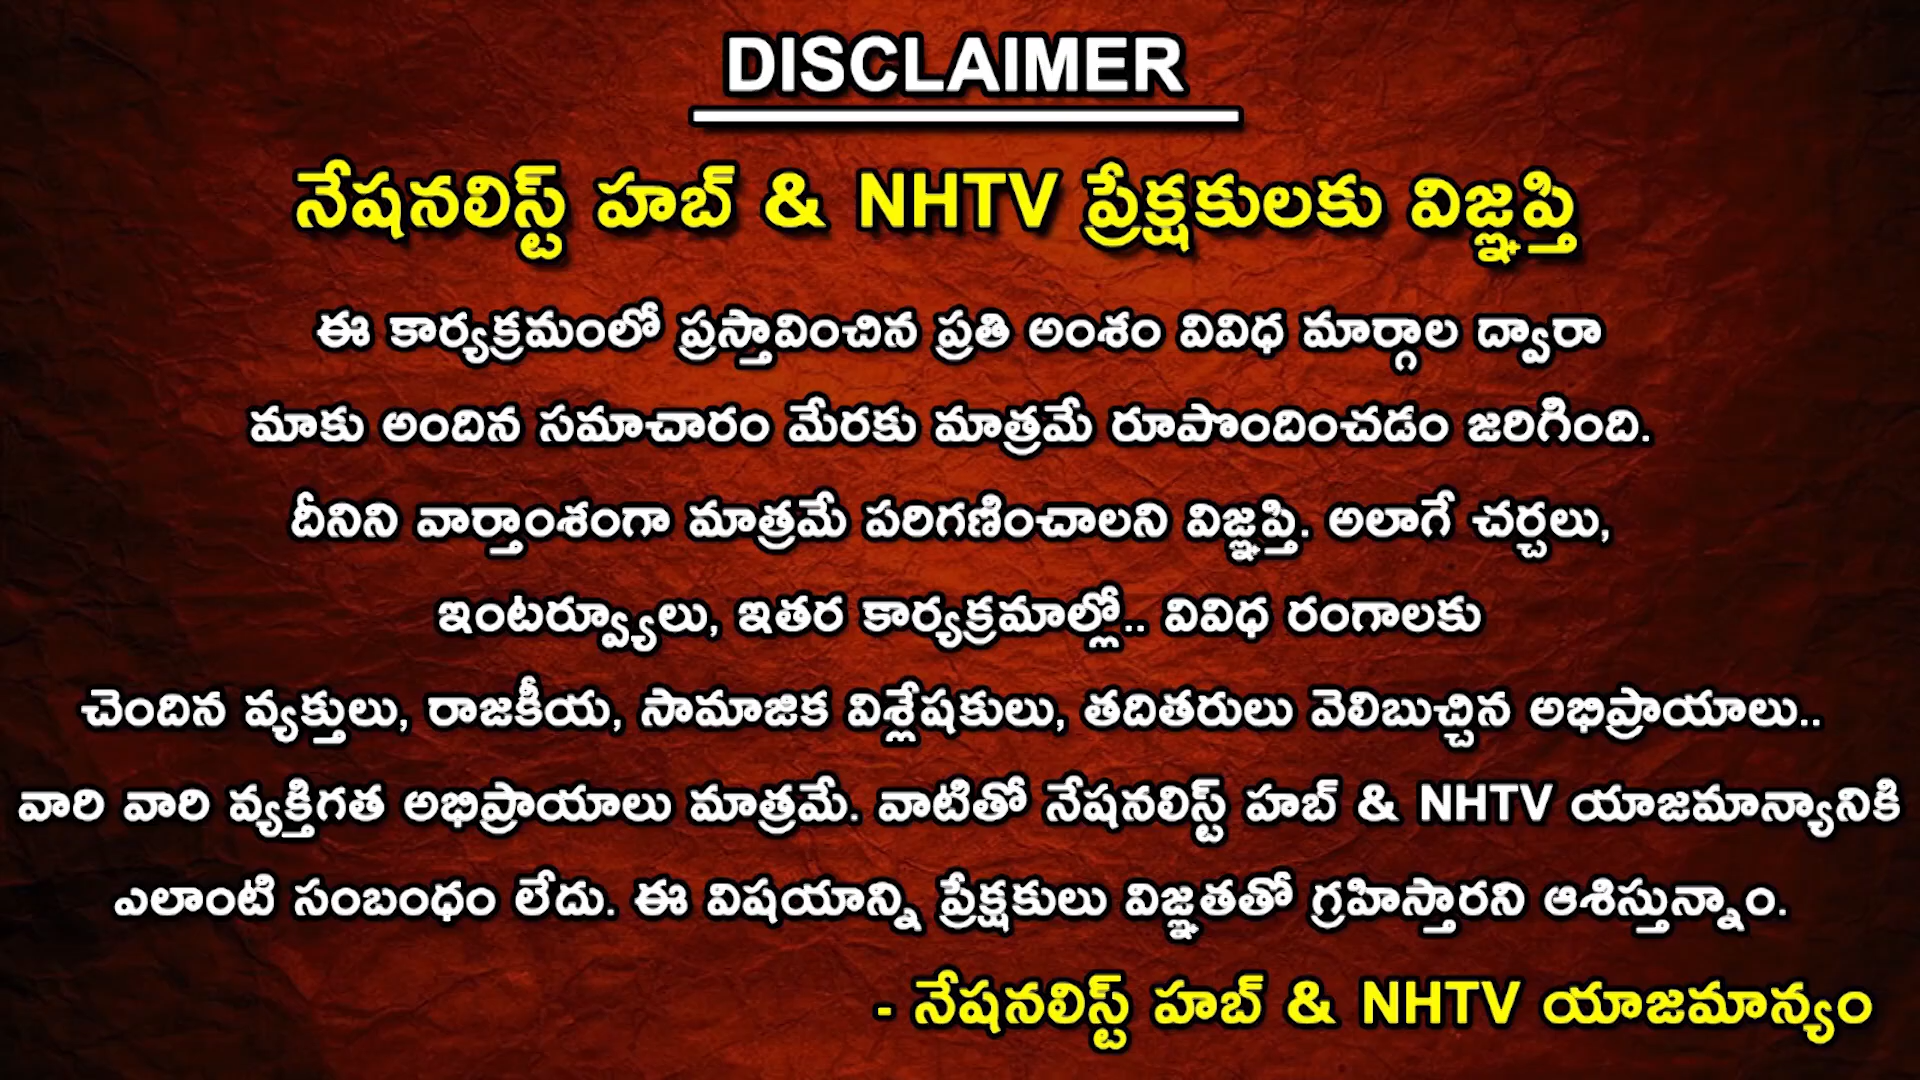 DISCLAIMER
నేషనలిస్ట్ హబ్ & NHTV ప్రేక్షకులకు విజ్ఞప్తి
ఈ కార్యక్రమంలో ప్రస్తావించిన ప్రతి అంశం వివిధ మార్గాల ద్వారా
మాకు అందిన సమాచారం మేరకు మాత్రమే రూపొందించడం జరిగింది.
దీనిని వార్తాంశంగా మాత్రమే పరిగణించాలని విజ్ఞప్తి. అలాగే చర్చలు,
ఇంటర్వ్యూలు, ఇతర కార్యక్రమాల్లో.. వివిధ రంగాలకు
చెందిన వ్యక్తులు, రాజకీయ, సామాజిక విశ్లేషకులు, తదితరులు వెలిబుచ్చిన అభిప్రాయాలు..
వారి వారి వ్యక్తిగత అభిప్రాయాలు మాత్రమే. వాటితో నేషనలిస్ట్ హబ్ & NHTV యాజమాన్యానికి
ఎలాంటి సంబంధం లేదు. ఈ విషయాన్ని ప్రేక్షకులు విజ్ఞతతో గ్రహిస్తారని ఆశిస్తున్నాం.
- నేషనలిస్ట్ హబ్ & NHTV యాజమాన్యం